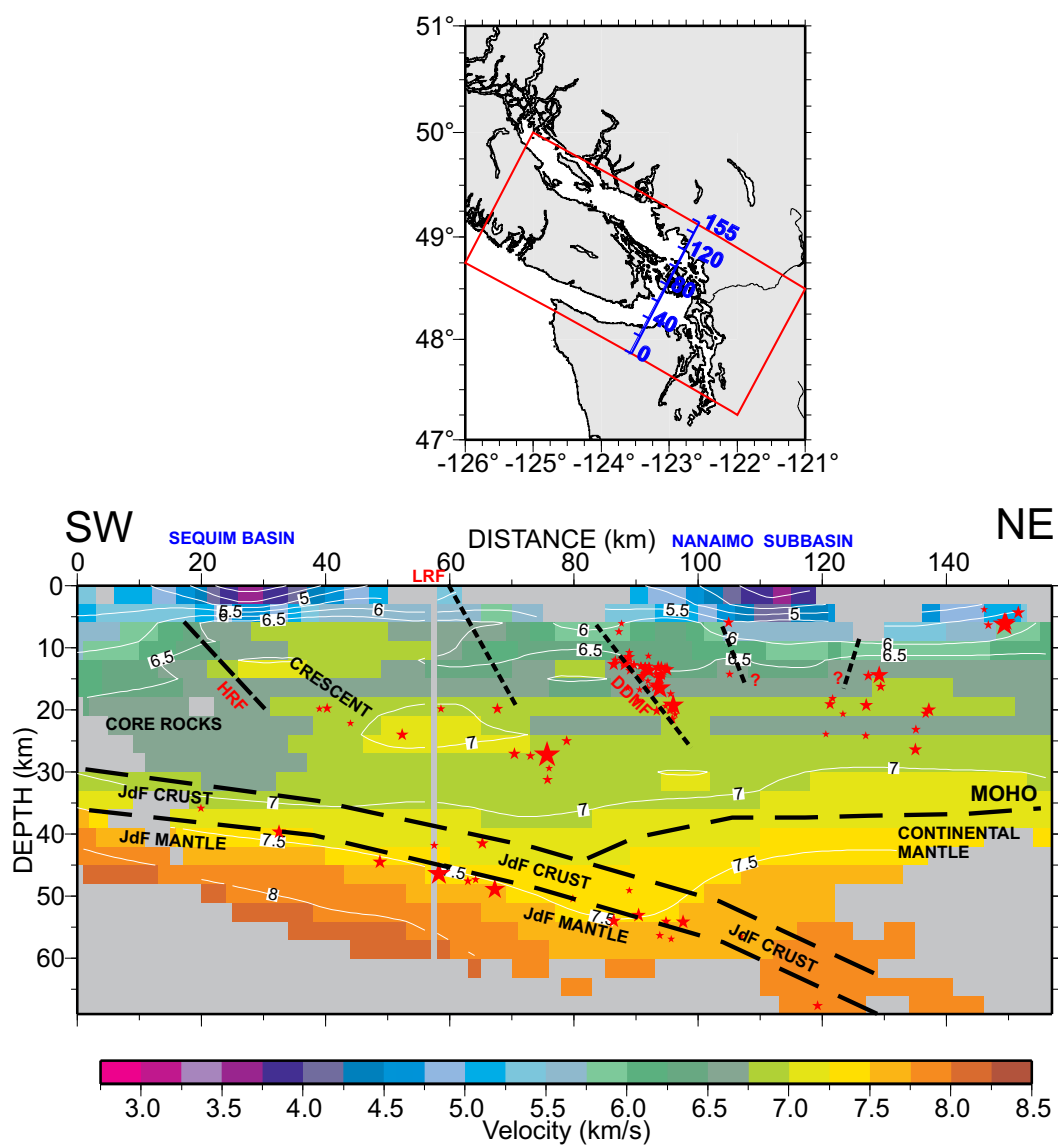 51°
50°
49°
48°
47°
155
120
80
40
0
-126° -125° -124° -123° -122° -121°
SW
NE
SEQUIM BASIN
DISTANCE (km)
NANAIMO SUBBASIN
0 20 40 60 80 100 120 140
LRF
DEPTH (km)
0
10
20
30
40
50
60
5
6
5.5
5
6.5
6
6.5
6
6
6.5
6.5
6.5
HRF
CRESCENT
DDMF
?
?
CORE ROCKS
7
7
7
7
JdF CRUST
MOHO
JdF MANTLE
7.5
CONTINENTAL
MANTLE
JdF CRUST
7.5
.5
8
7.5
JdF MANTLE
JdF CRUST
3.0 3.5 4.0 4.5 5.0 5.5 6.0 6.5 7.0 7.5 8.0 8.5
Velocity (km/s)